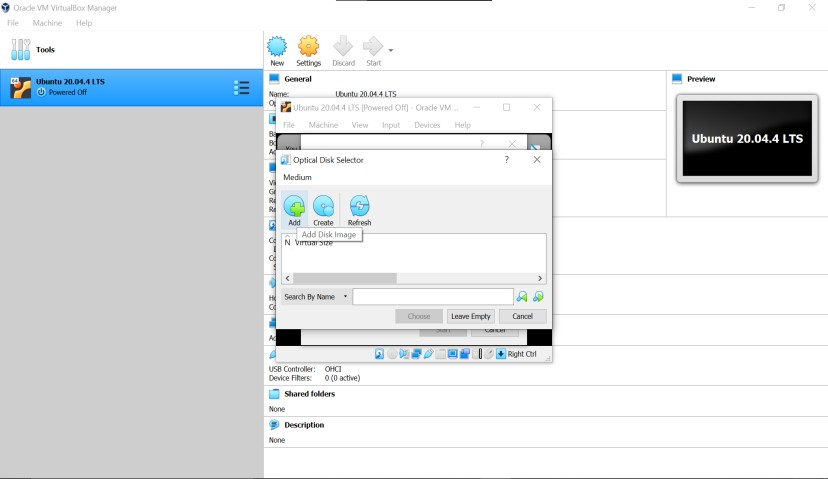 Oracle VM VirtualBox Manager
File Machine Help
Tools
New Settings Discard Start
64
Ubuntu 20.04.4 LTS
Powered Off
General
Name: Ubuntu 20.04.4 LTS
Preview
Ubuntu 20.04.4 LTS
Ubuntu 20.04.4 LTS [Powered Off] - Oracle VM ...
File Machine View Input Devices Help
You
Optical Disk Selector
Medium
Add Create Refresh
Add Disk Image
N Virtual Size
Search By Name
Choose Leave Empty Cancel
Start Cancel
Right Ctrl
USB Controller: OHCI
Device Filters: 0 (0 active)
Shared folders
None
Description
None